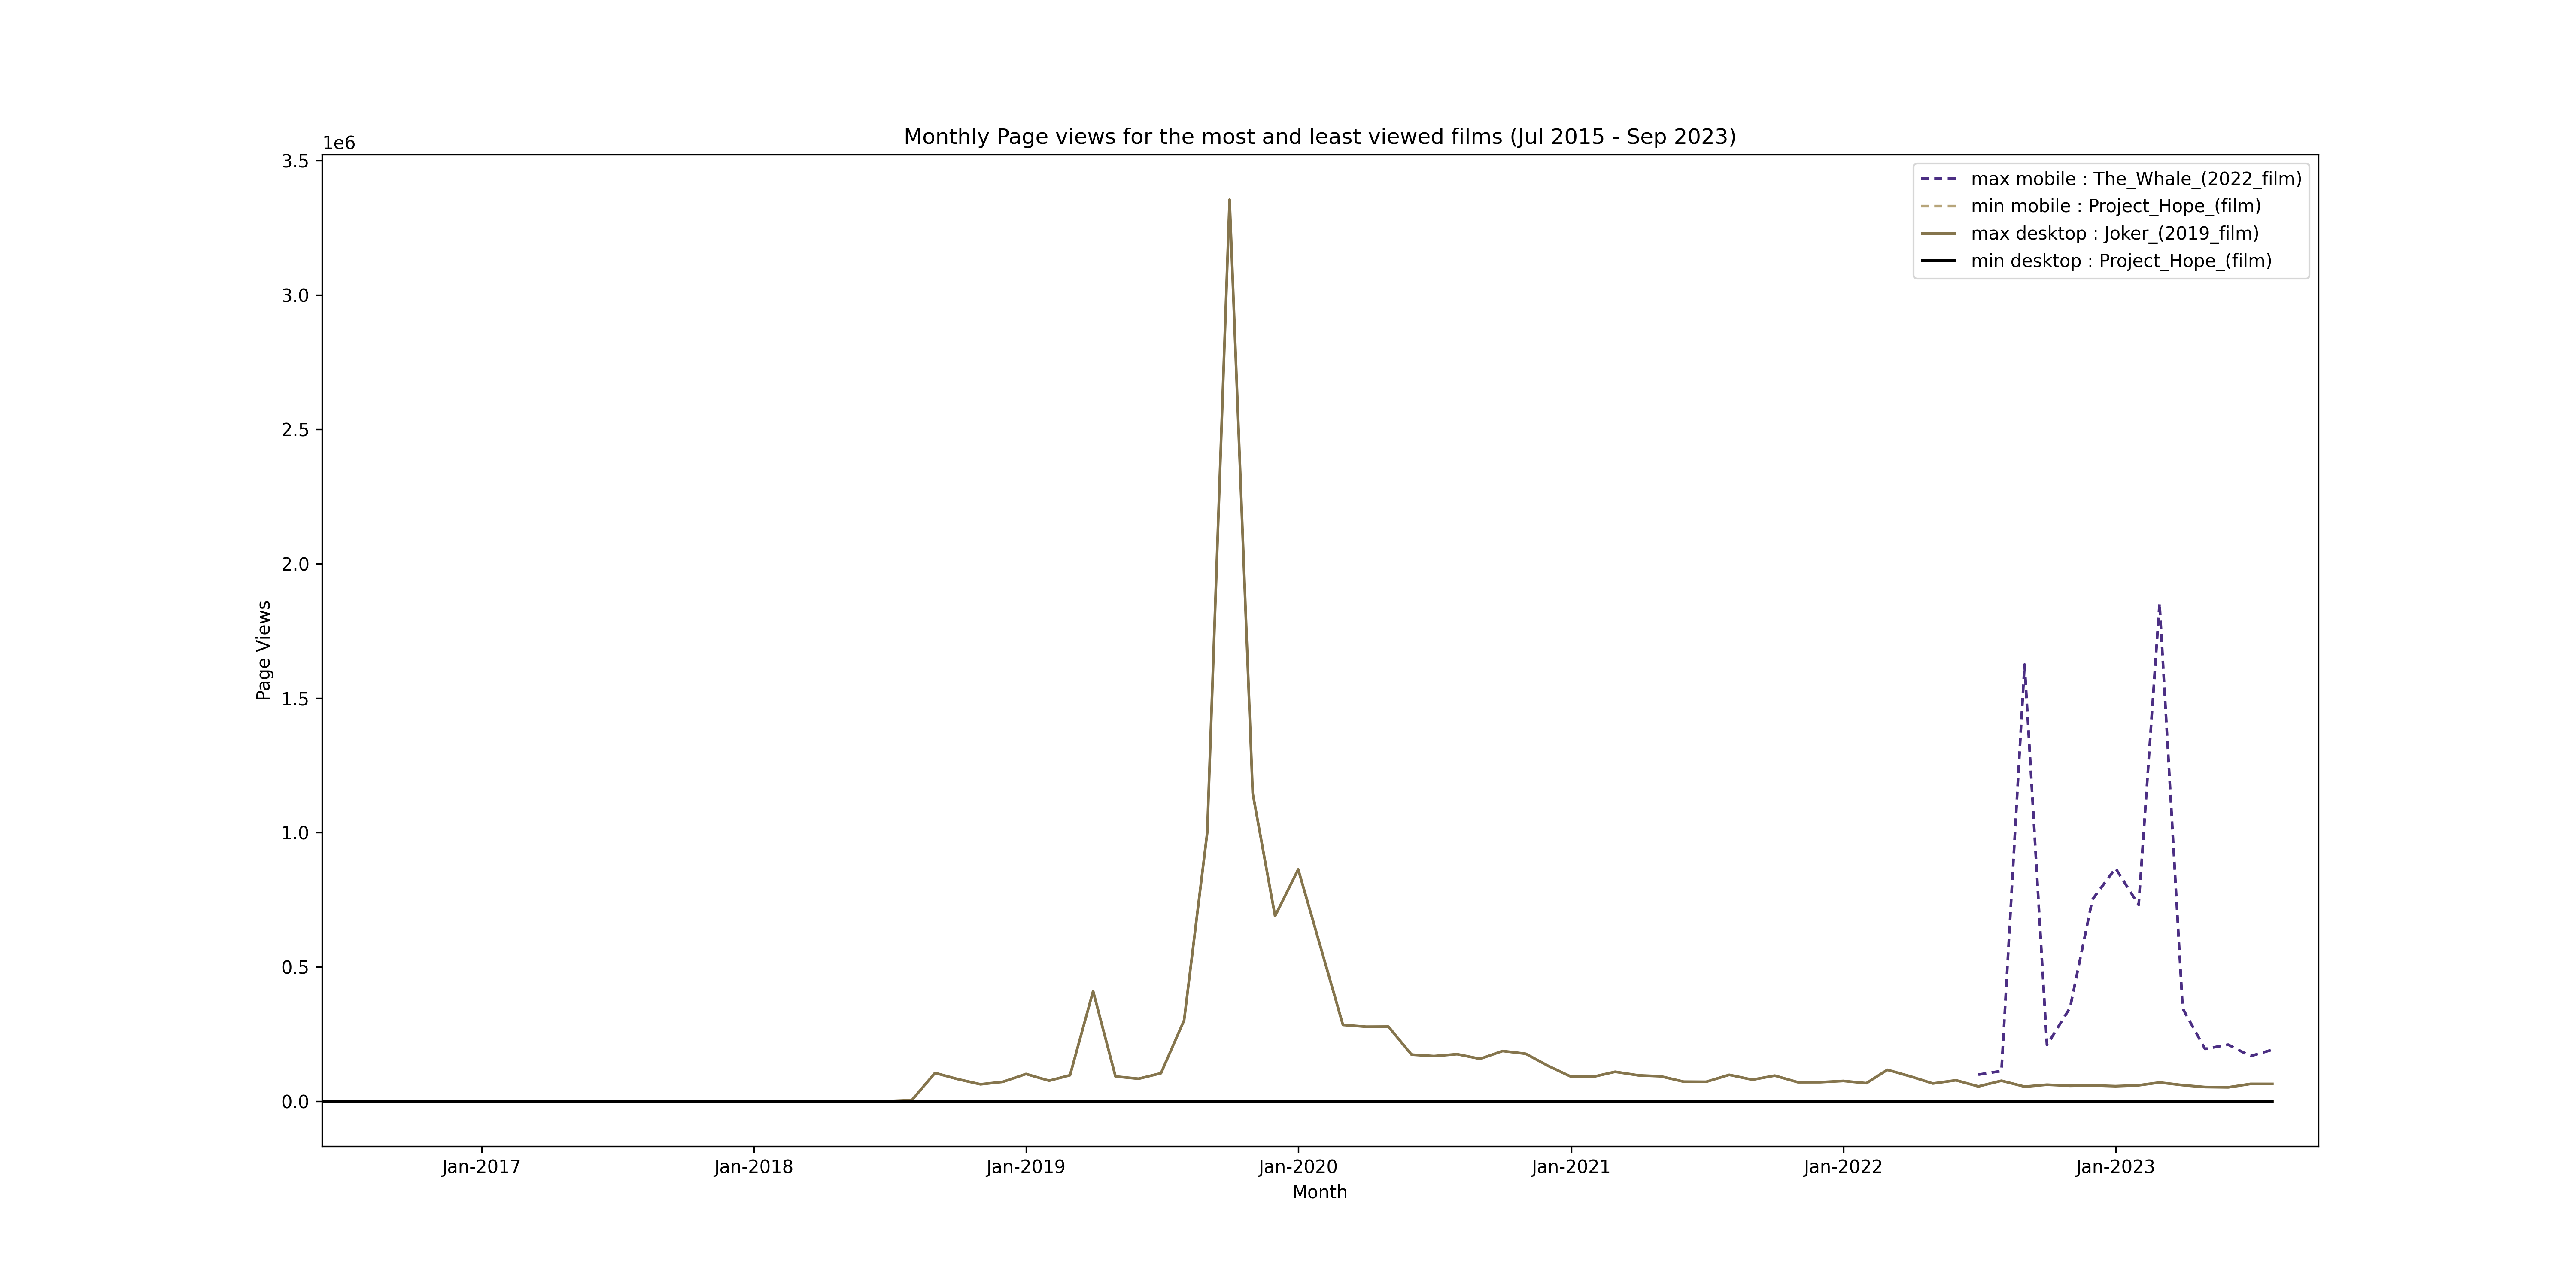 Monthly Page views for the most and least viewed films (Jul 2015 - Sep 2023)
1e6
3.5
3.0
2.5
2.0
1.5
1.0
0.5
0.0
Page Views
max mobile : The_Whale_(2022_film)
min mobile : Project_Hope_(film)
max desktop : Joker_(2019_film)
min desktop : Project_Hope_(film)
Jan-2017 Jan-2018 Jan-2019 Jan-2020 Jan-2021 Jan-2022 Jan-2023
Month